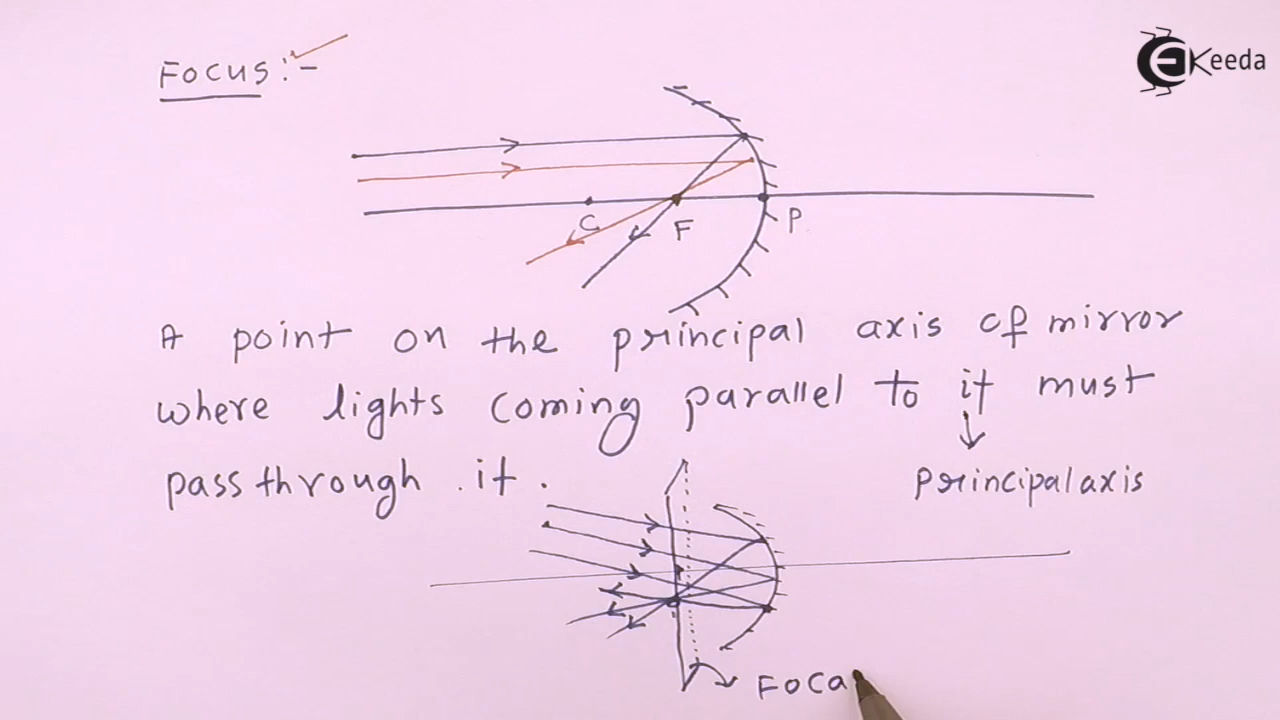 Focus:-
eKeeda
C
F
P
A point on the principal axis of mirror
where lights coming parallel to it must
pass through it.
principal axis
Foca